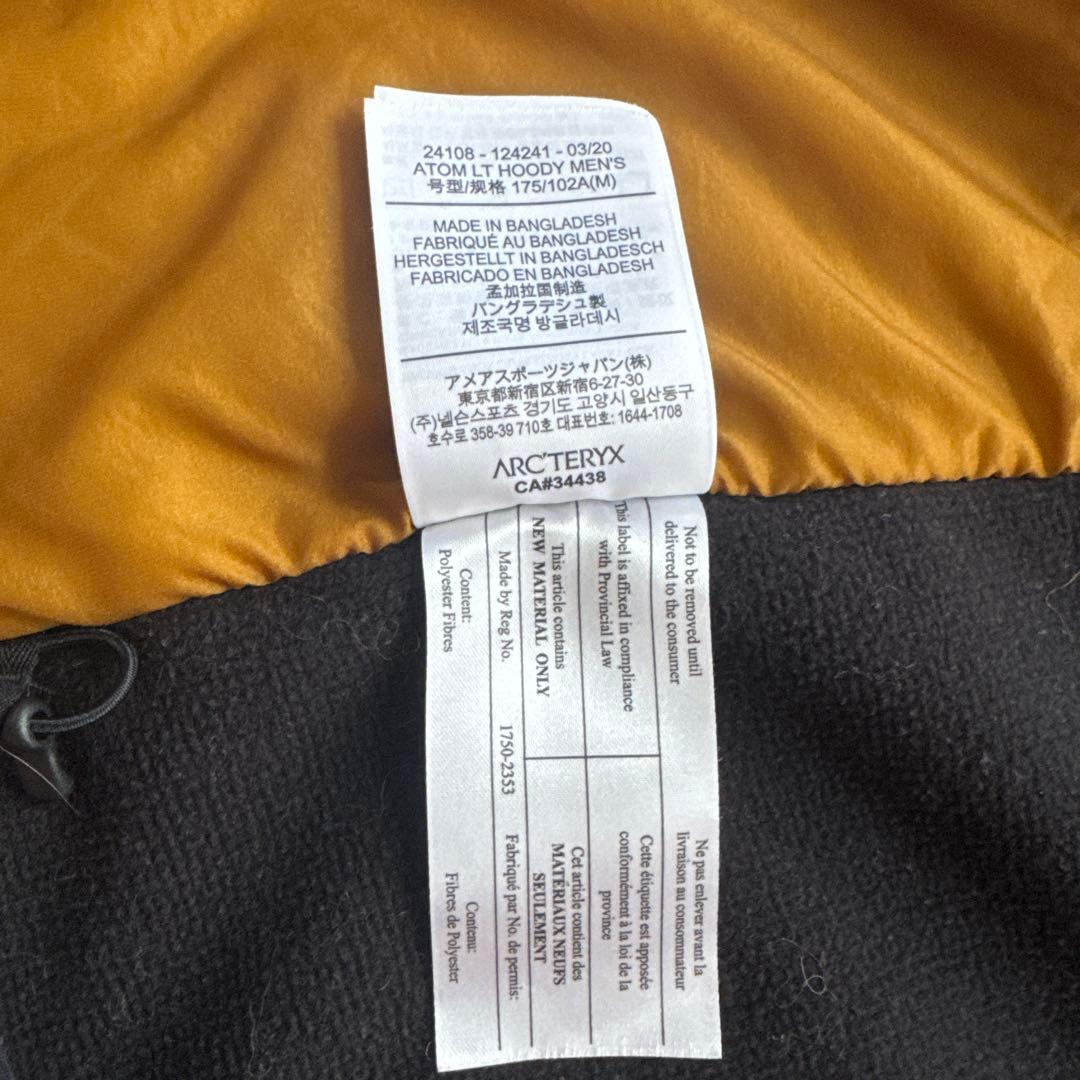 24108 - 124241 - 03/20
ATOM LT HOODY MEN'S
号型/规格 175/102A(M)
MADE IN BANGLADESH
FABRIQUÉ AU BANGLADESH
HERGESTELLT IN BANGLADESCH
FABRICADO EN BANGLADESH
孟加拉国制造
バングラデシュ製
제조국명 방글라데시
アメアスポーツジャパン(株)
東京都新宿区新宿6-27-30
(주)넬슨스포츠 경기도 고양시 일산동구
호수로 358-39 710호 대표번호: 1644-1708
ARC'TERYX
CA#34438
Not to be removed until
delivered to the consumer
Ne pas enlever avant la
livraison au consommateur
This label is affixed in compliance
with Provincial Law
Cette étiquette est apposée
conformément à la loi de la
province
This article contains
NEW MATERIAL ONLY
Cet article contient des
MATÉRIAUX NEUFS
SEULEMENT
Made by Reg No. 1750-2353 Fabriqué par No. de permis:
Content:
Polyester Fibres
Contenu:
Fibres de Polyester